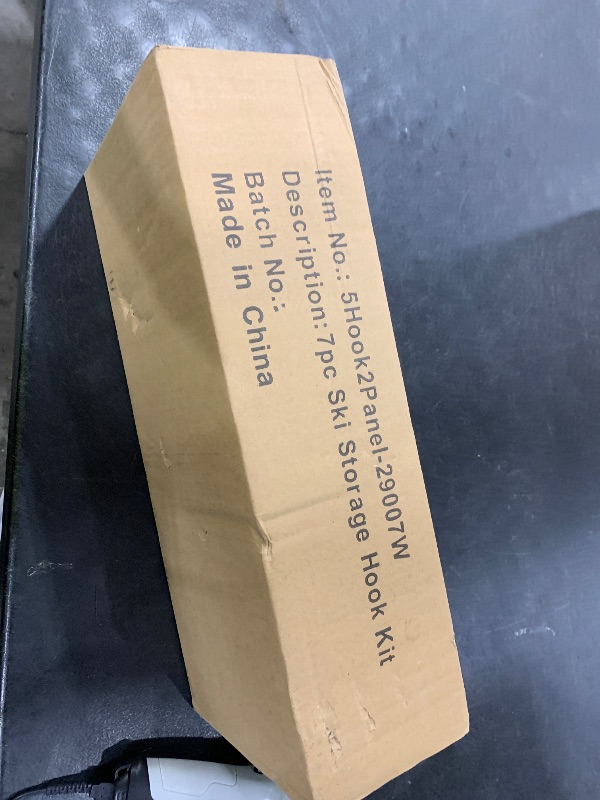 Item No.: 5Hook2Panel-29007W
Description:7pc Ski Storage Hook Kit
Batch No.:
Made in China